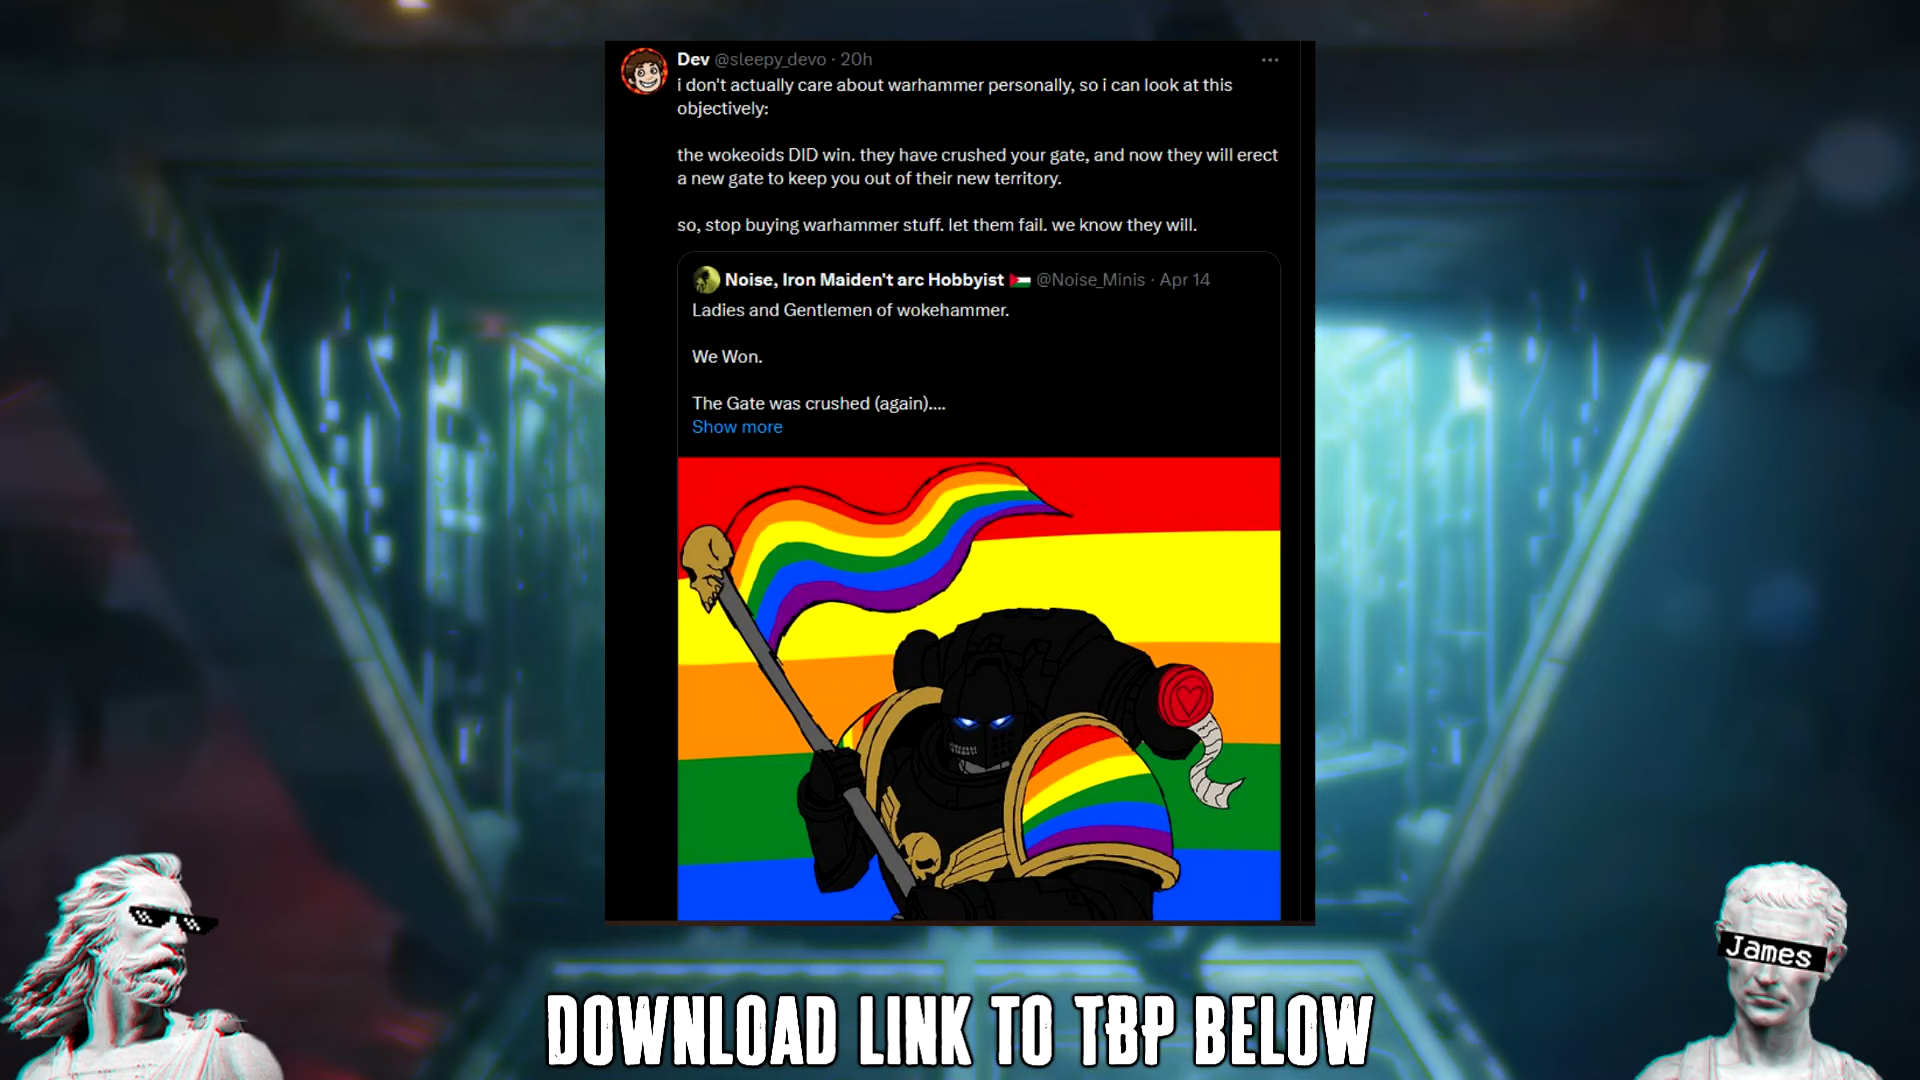 Dev @sleepy_devo · 20h
i don't actually care about warhammer personally, so i can look at this
objectively:
the wokeoids DID win. they have crushed your gate, and now they will erect
a new gate to keep you out of their new territory.
so, stop buying warhammer stuff. let them fail. we know they will.
Noise, Iron Maiden't arc Hobbyist 🇵🇸 @Noise_Minis · Apr 14
Ladies and Gentlemen of wokehammer.
We Won.
The Gate was crushed (again)....
Show more
James
DOWNLOAD LINK TO TBP BELOW